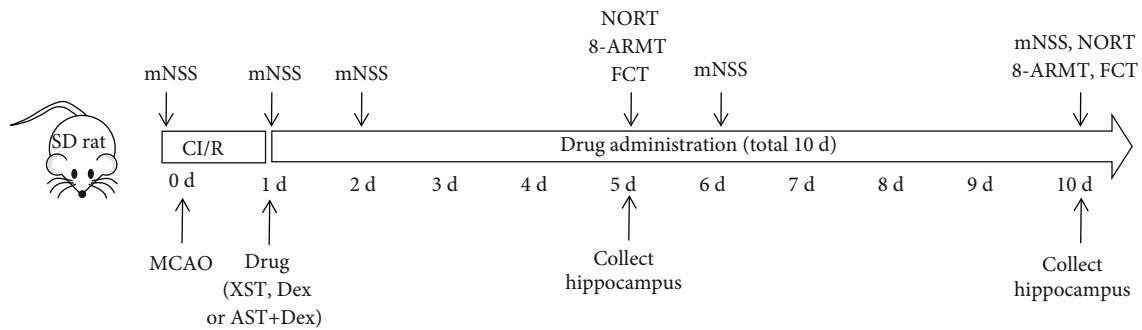 NORT
8-ARMT
FCT
mNSS, NORT
8-ARMT, FCT
mNSS
mNSS
mNSS
mNSS
SD rat
CI/R
Drug administration (total 10 d)
0 d
1 d
2 d
3 d
4 d
5 d
6 d
7 d
8 d
9 d
10 d
MCAO
Drug
(XST, Dex
or AST+Dex)
Collect
hippocampus
Collect
hippocampus